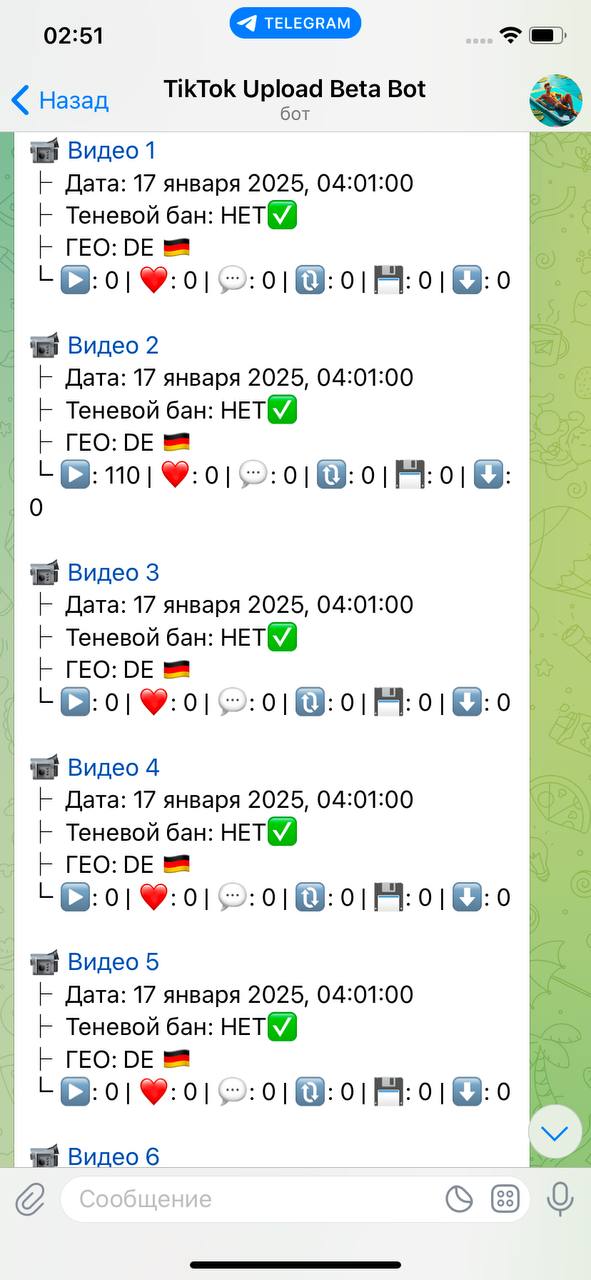 02:51
TELEGRAM
Назад
TikTok Upload Beta Bot
бот
🎥 Видео 1
├ Дата: 17 января 2025, 04:01:00
├ Теневой бан: НЕТ✅
├ ГЕО: DE 🇩🇪
└ ▶️: 0 | ❤️: 0 | 💬: 0 | 🔃: 0 | 💾: 0 | ⬇️: 0
🎥 Видео 2
├ Дата: 17 января 2025, 04:01:00
├ Теневой бан: НЕТ✅
├ ГЕО: DE 🇩🇪
└ ▶️: 110 | ❤️: 0 | 💬: 0 | 🔃: 0 | 💾: 0 | ⬇️:
0
🎥 Видео 3
├ Дата: 17 января 2025, 04:01:00
├ Теневой бан: НЕТ✅
├ ГЕО: DE 🇩🇪
└ ▶️: 0 | ❤️: 0 | 💬: 0 | 🔃: 0 | 💾: 0 | ⬇️: 0
🎥 Видео 4
├ Дата: 17 января 2025, 04:01:00
├ Теневой бан: НЕТ✅
├ ГЕО: DE 🇩🇪
└ ▶️: 0 | ❤️: 0 | 💬: 0 | 🔃: 0 | 💾: 0 | ⬇️: 0
🎥 Видео 5
├ Дата: 17 января 2025, 04:01:00
├ Теневой бан: НЕТ✅
├ ГЕО: DE 🇩🇪
└ ▶️: 0 | ❤️: 0 | 💬: 0 | 🔃: 0 | 💾: 0 | ⬇️: 0
🎥 Видео 6
Сообщение